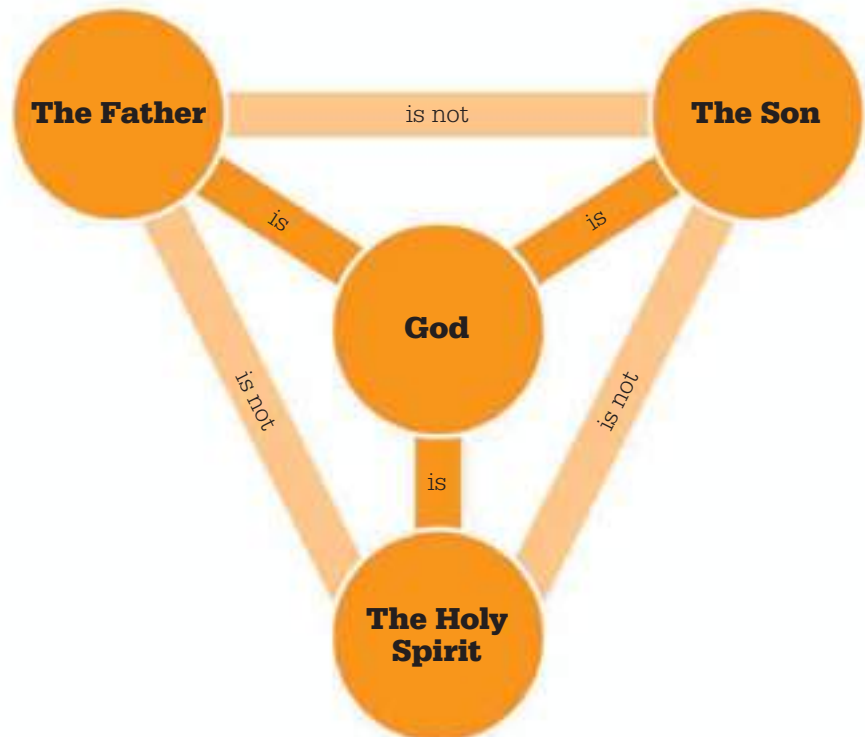 The Father
is not
The Son
is
is
God
is not
is not
is
The Holy
Spirit